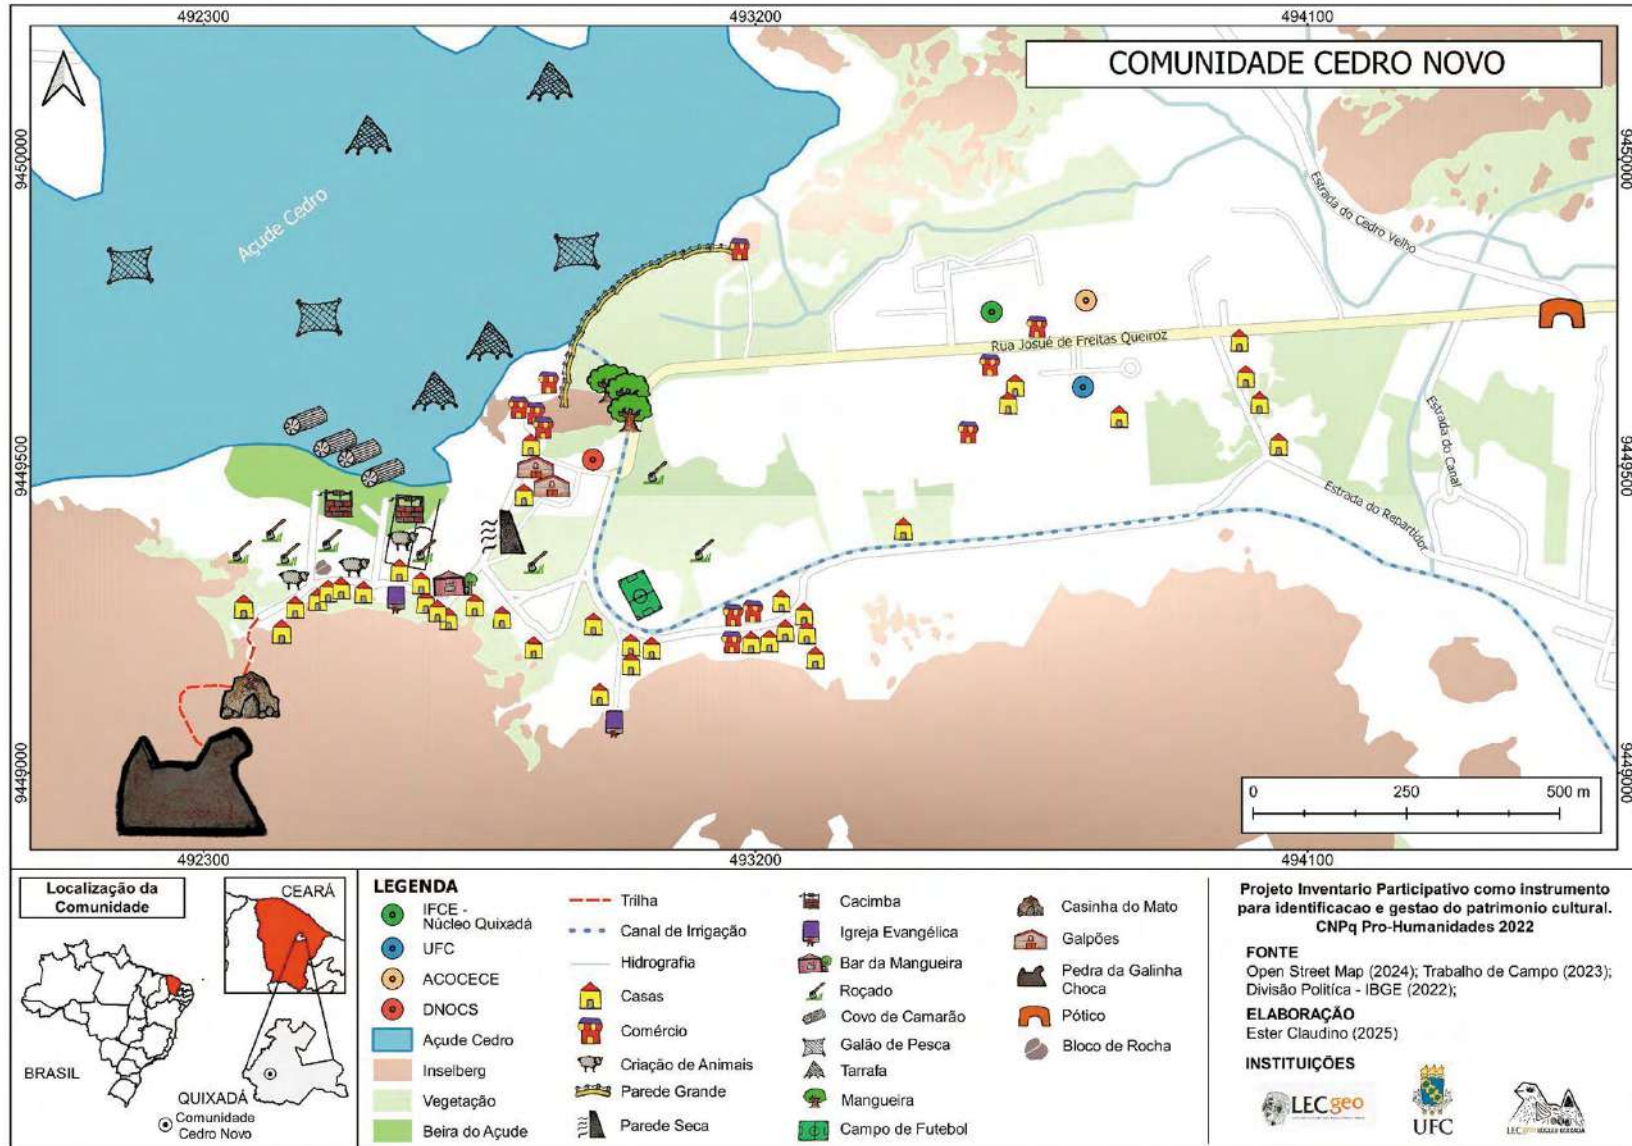 492300
493200
494100
COMUNIDADE CEDRO NOVO
9450000
9450000
Açude Cedro
Estrada do Cedro Velho
Rua Josué de Freitas Queiroz
Estrada do Canal
9449500
9449500
Estrada do Repartidor
9449000
9449000
0 250 500 m
492300
493200
494100
Localização da
Comunidade
CEARÁ
BRASIL
QUIXADÁ
Comunidade
Cedro Novo
LEGENDA
IFCE -
Núcleo Quixadá
UFC
ACOCECE
DNOCS
Açude Cedro
Inselberg
Vegetação
Beira do Açude
Trilha
Canal de Irrigação
Hidrografia
Casas
Comércio
Criação de Animais
Parede Grande
Parede Seca
Cacimba
Igreja Evangélica
Bar da Mangueira
Roçado
Covo de Camarão
Galão de Pesca
Tarrafa
Mangueira
Campo de Futebol
Casinha do Mato
Galpões
Pedra da Galinha
Choca
Pótico
Bloco de Rocha
Projeto Inventario Participativo como instrumento
para identificacao e gestao do patrimonio cultural.
CNPq Pro-Humanidades 2022
FONTE
Open Street Map (2024); Trabalho de Campo (2023);
Divisão Politíca - IBGE (2022);
ELABORAÇÃO
Ester Claudino (2025)
INSTITUIÇÕES
LECgeo
UFC
LECgeo NÚCLEO QUIXADÁ